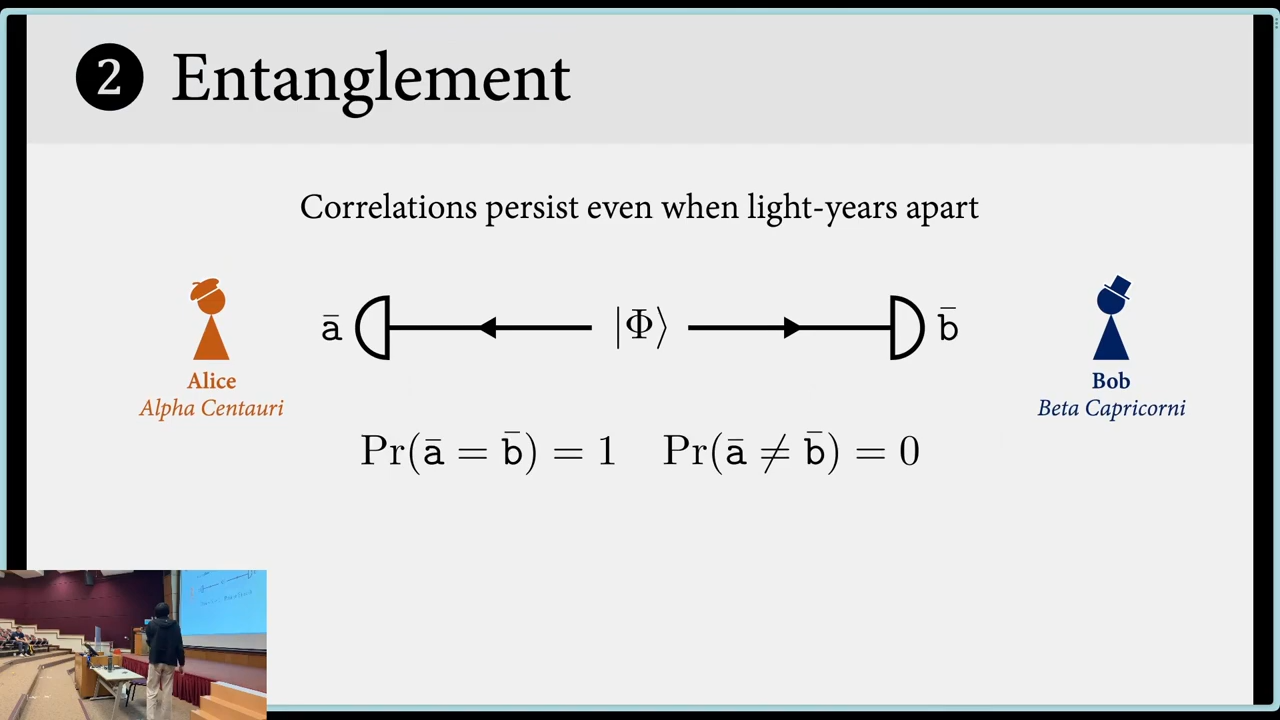 2 Entanglement
Correlations persist even when light-years apart
ā |Φ⟩ b̄
Alice
Alpha Centauri
Bob
Beta Capricorni
Pr(ā = b̄) = 1 Pr(ā ≠ b̄) = 0